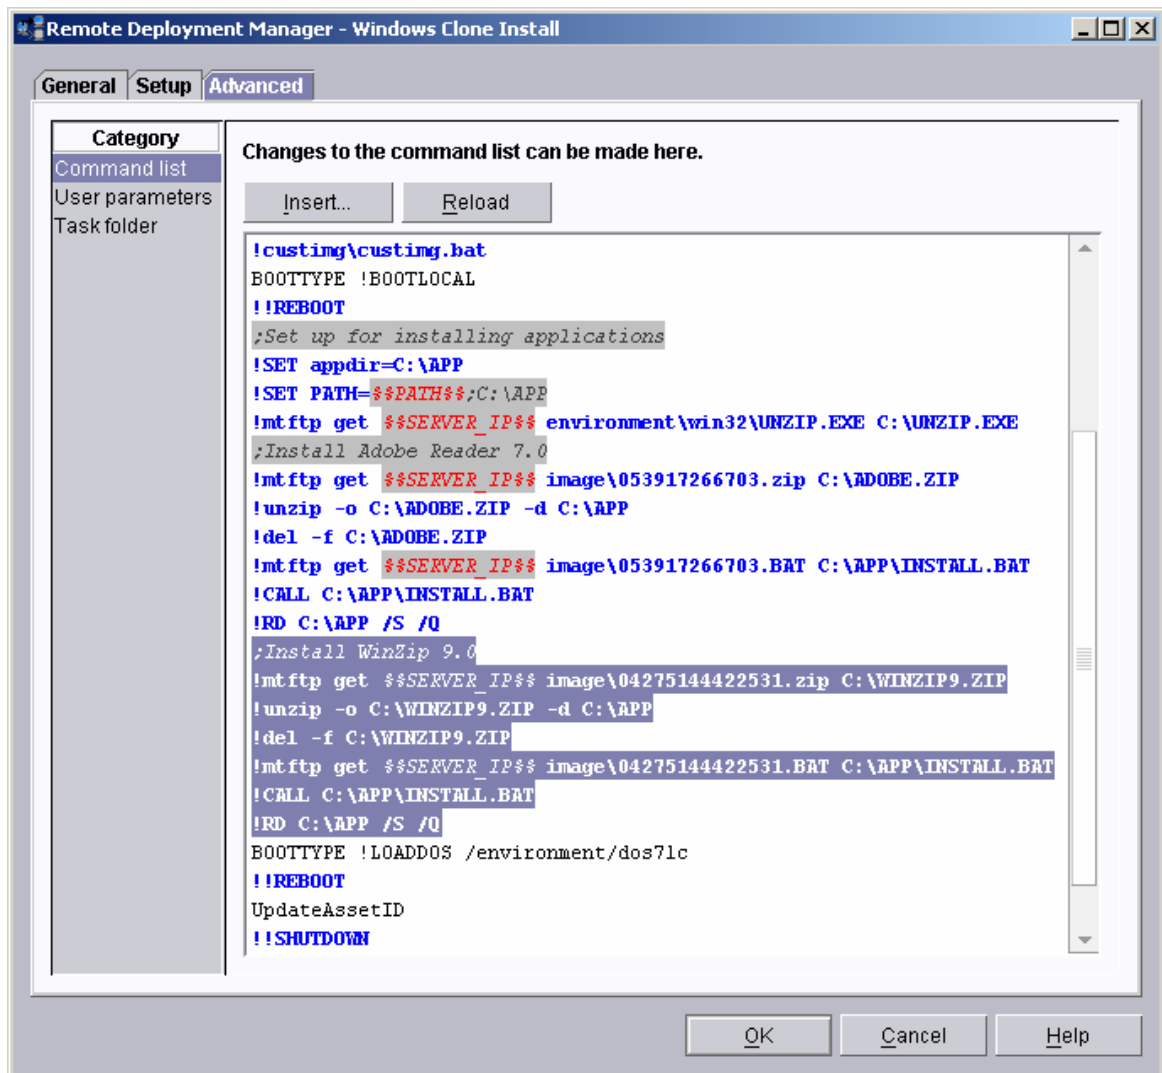 Remote Deployment Manager - Windows Clone Install
General Setup Advanced
Category
Command list
User parameters
Task folder
Changes to the command list can be made here.
Insert... Reload
!custimg\custimg.bat
BOOTTYPE !BOOTLOCAL
!!REBOOT
;Set up for installing applications
!SET appdir=C:\APP
!SET PATH=$$PATH$$;C:\APP
!mtftp get $$SERVER_IP$$ environment\win32\UNZIP.EXE C:\UNZIP.EXE
;Install Adobe Reader 7.0
!mtftp get $$SERVER_IP$$ image\053917266703.zip C:\ADOBE.ZIP
!unzip -o C:\ADOBE.ZIP -d C:\APP
!del -f C:\ADOBE.ZIP
!mtftp get $$SERVER_IP$$ image\053917266703.BAT C:\APP\INSTALL.BAT
!CALL C:\APP\INSTALL.BAT
!RD C:\APP /S /Q
;Install WinZip 9.0
!mtftp get $$SERVER_IP$$ image\04275144422531.zip C:\WINZIP9.ZIP
!unzip -o C:\WINZIP9.ZIP -d C:\APP
!del -f C:\WINZIP9.ZIP
!mtftp get $$SERVER_IP$$ image\04275144422531.BAT C:\APP\INSTALL.BAT
!CALL C:\APP\INSTALL.BAT
!RD C:\APP /S /Q
BOOTTYPE !LOADDOS /environment/dos71c
!!REBOOT
UpdateAssetID
!!SHUTDOWN
OK Cancel Help